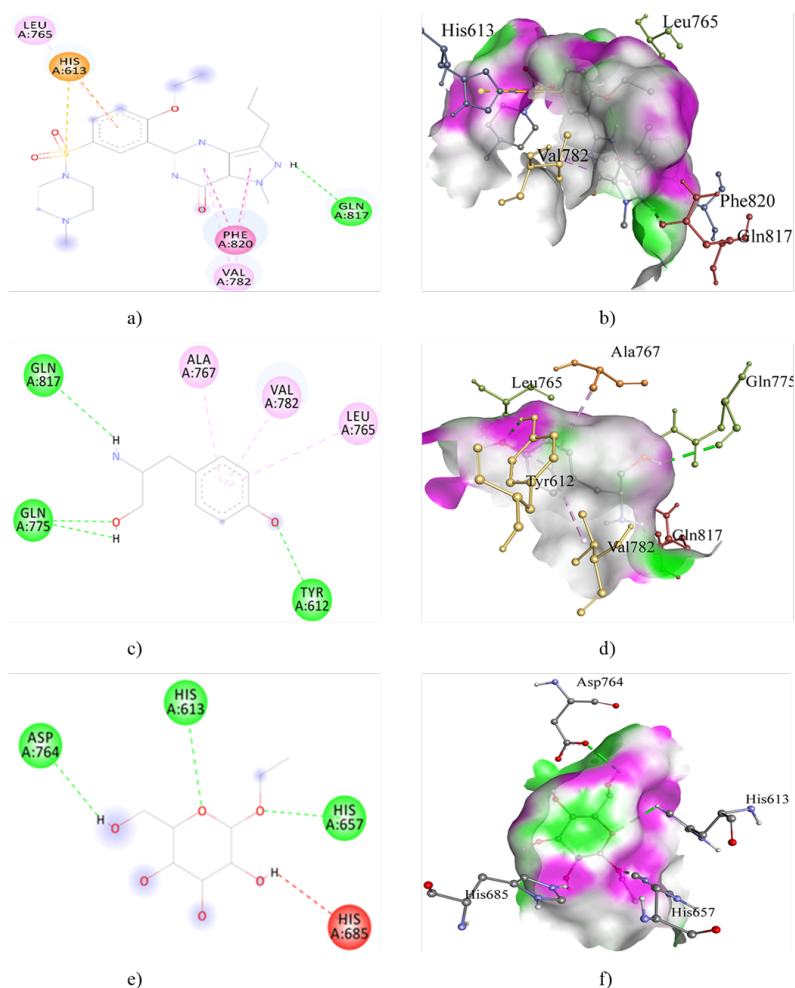 LEU
A:765
HIS
A:613
O
O
S
O
N
N
N
N
O
N
N
H
GLN
A:817
PHE
A:820
VAL
A:782
His613
Leu765
Val782
Phe820
Gln817
a)
b)
GLN
A:817
ALA
A:767
VAL
A:782
LEU
A:765
H
N
GLN
A:775
O
H
O
TYR
A:612
Ala767
Leu765
Gln775
Tyr612
Val782
Gln817
c)
d)
ASP
A:764
HIS
A:613
HIS
A:657
H
O
O
O
O
O
O
H
HIS
A:685
Asp764
His613
His685
His657
e)
f)